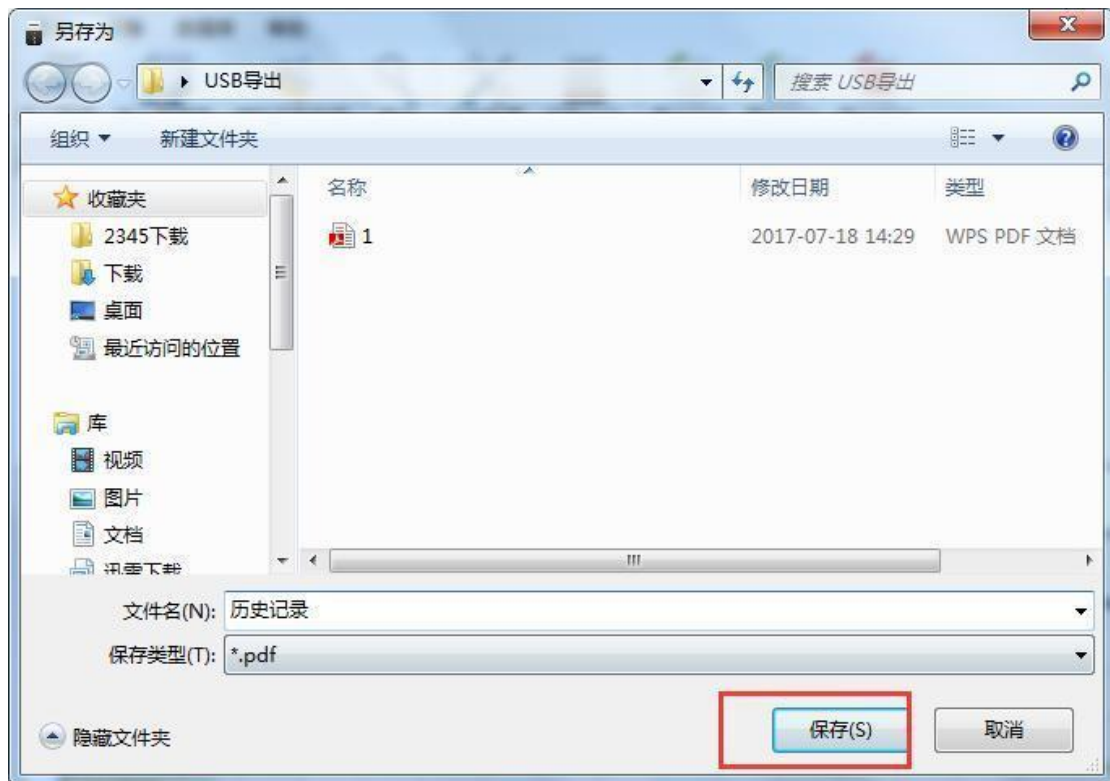 另存为
USB导出
搜索 USB导出
组织
新建文件夹
名称
修改日期
类型
收藏夹
2345下载
1
2017-07-18 14:29
WPS PDF 文档
下载
桌面
最近访问的位置
库
视频
图片
文档
迅雷下载
文件名(N):
历史记录
保存类型(T):
*.pdf
隐藏文件夹
保存(S)
取消